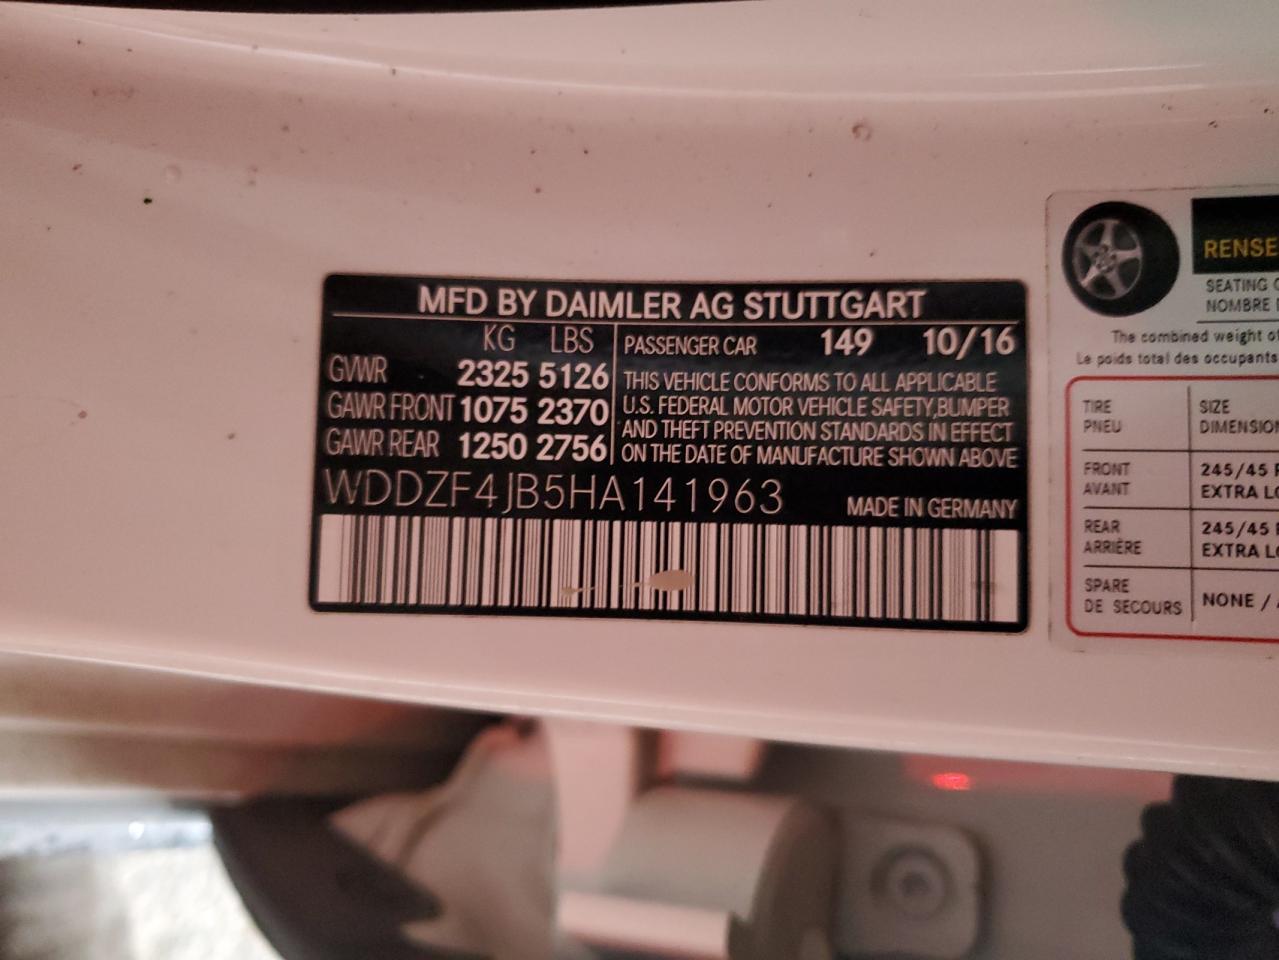 MFD BY DAIMLER AG STUTTGART
KG LBS
GVWR 2325 5126
GAWR FRONT 1075 2370
GAWR REAR 1250 2756
PASSENGER CAR 149 10/16
THIS VEHICLE CONFORMS TO ALL APPLICABLE
U.S. FEDERAL MOTOR VEHICLE SAFETY,BUMPER
AND THEFT PREVENTION STANDARDS IN EFFECT
ON THE DATE OF MANUFACTURE SHOWN ABOVE
WDDZF4JB5HA141963
MADE IN GERMANY
SEATING
NOMBRE
The combined weight of
Le poids total des occupants
TIRE SIZE
PNEU DIMENSION
FRONT 245/45
AVANT EXTRA
REAR 245/45
ARRIÈRE EXTRA
SPARE
DE SECOURS NONE /